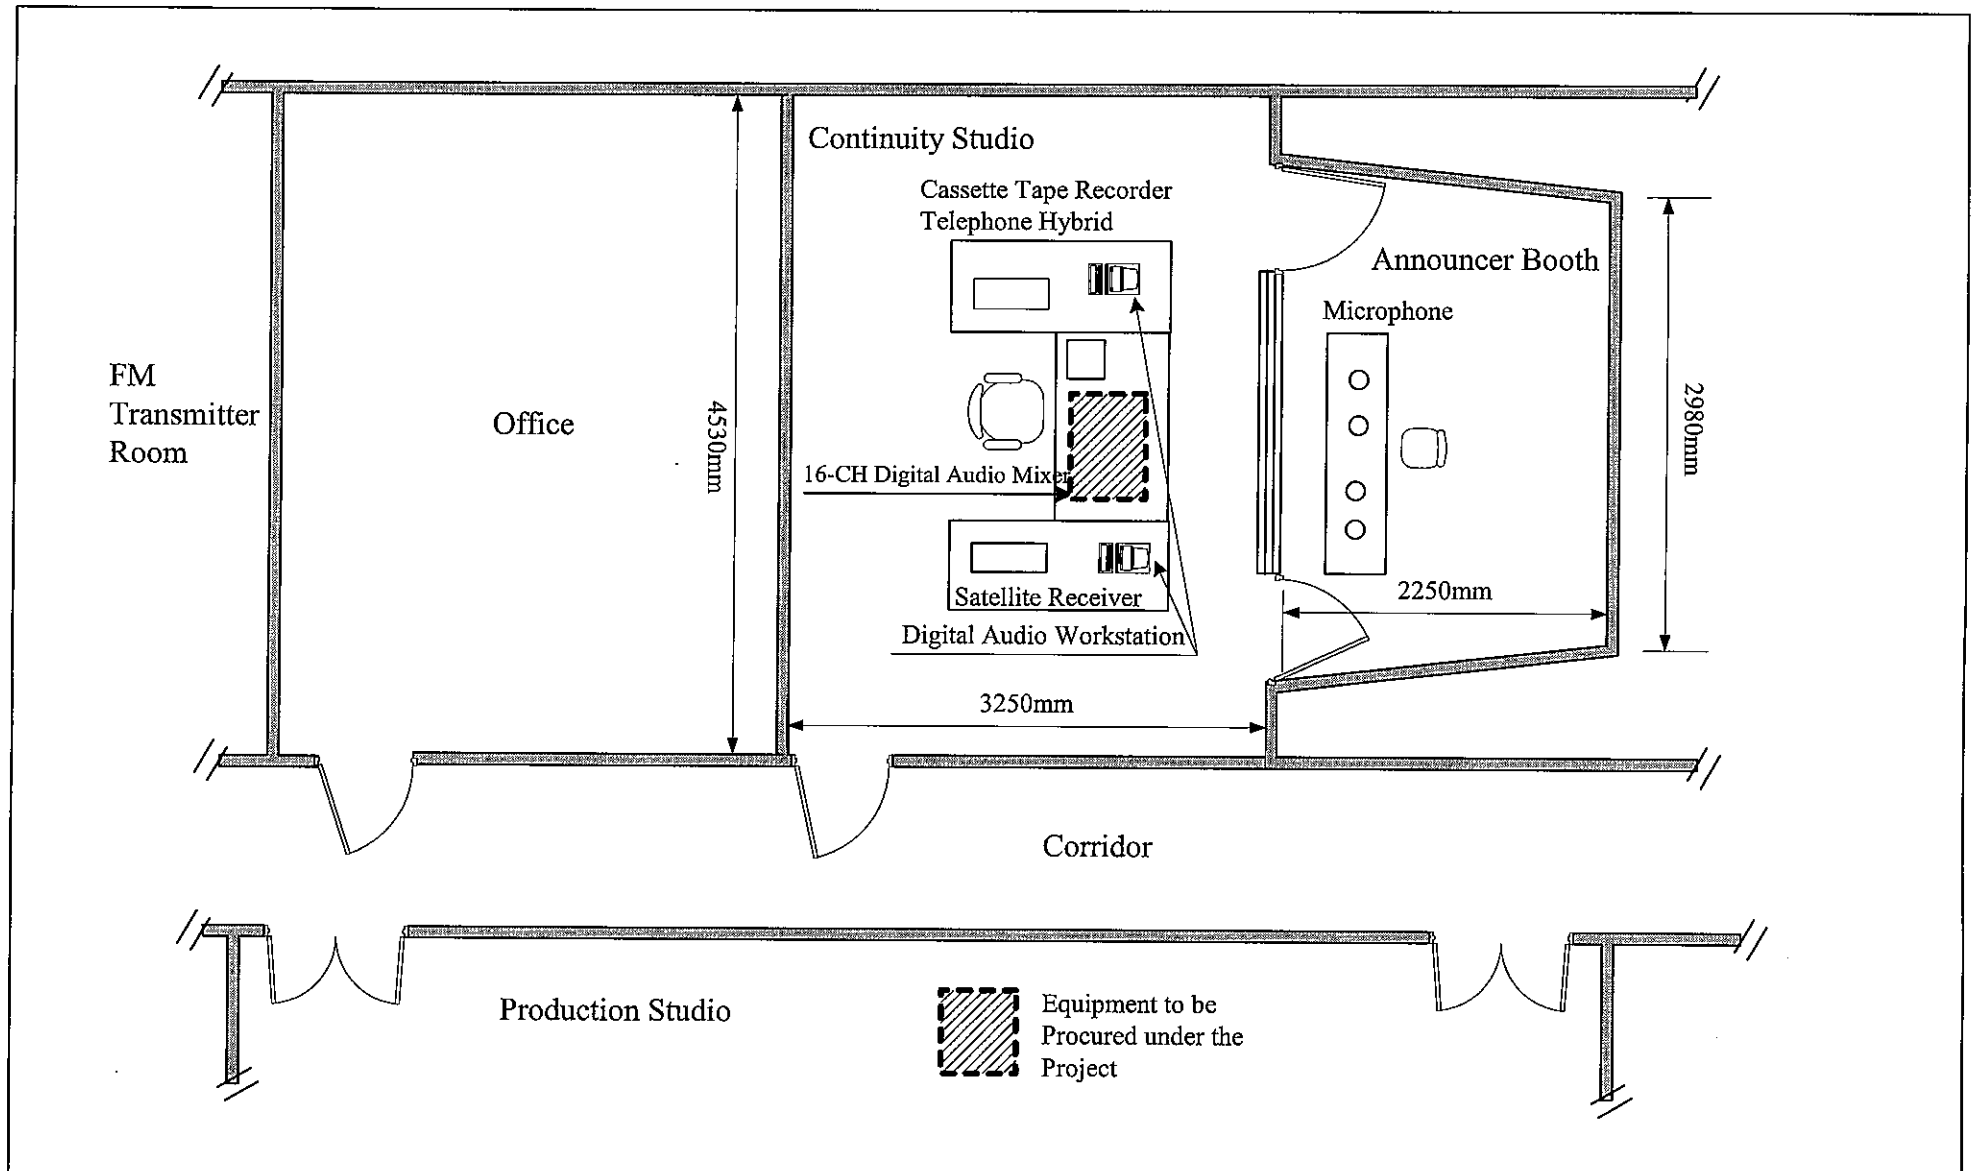 Continuity Studio
Cassette Tape Recorder
Telephone Hybrid
Announcer Booth
Microphone
FM
Transmitter
Room
Office
4530mm
2980mm
16-CH Digital Audio Mixer
Satellite Receiver
2250mm
Digital Audio Workstation
3250mm
Corridor
Production Studio
Equipment to be
Procured under the
Project